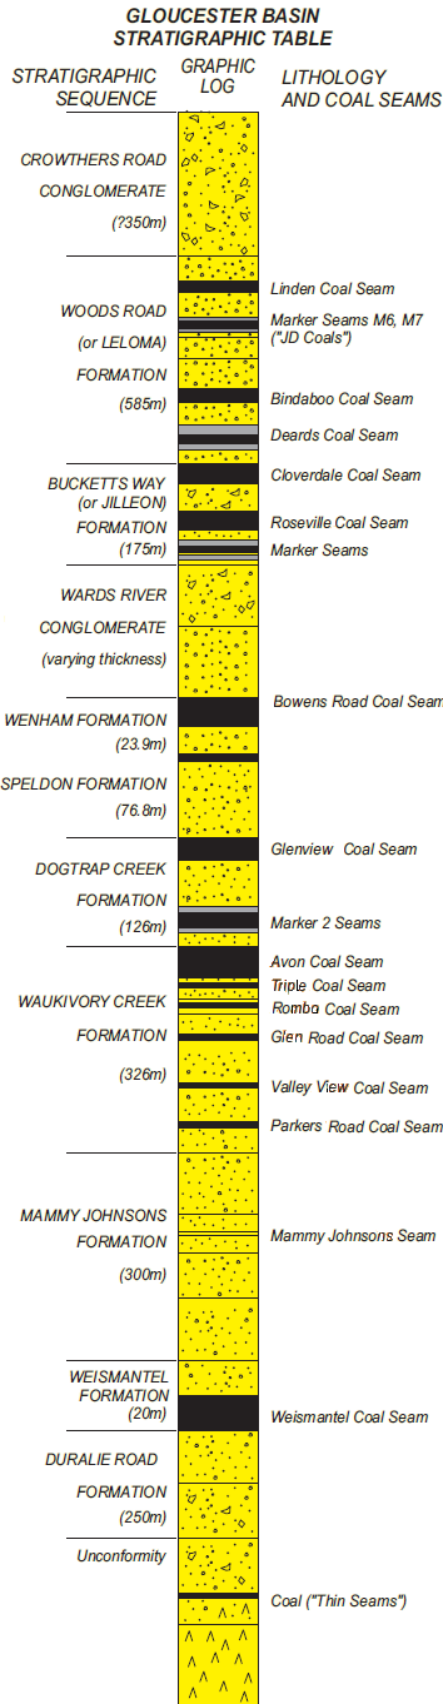 GLOUCESTER BASIN
STRATIGRAPHIC TABLE
STRATIGRAPHIC
SEQUENCE
GRAPHIC
LOG
LITHOLOGY
AND COAL SEAMS
CROWTHERS ROAD
CONGLOMERATE
(?350m)
Linden Coal Seam
WOODS ROAD
(or LELOMA)
FORMATION
(585m)
Marker Seams M6, M7
("JD Coals")
Bindaboo Coal Seam
Deards Coal Seam
Cloverdale Coal Seam
BUCKETTS WAY
(or JILLEON)
FORMATION
(175m)
Roseville Coal Seam
Marker Seams
WARDS RIVER
CONGLOMERATE
(varying thickness)
Bowens Road Coal Seam
WENHAM FORMATION
(23.9m)
SPELDON FORMATION
(76.8m)
Glenview Coal Seam
DOGTRAP CREEK
FORMATION
(126m)
Marker 2 Seams
Avon Coal Seam
Triple Coal Seam
WAUKIVORY CREEK
FORMATION
(326m)
Rombo Coal Seam
Glen Road Coal Seam
Valley View Coal Seam
Parkers Road Coal Seam
MAMMY JOHNSONS
FORMATION
(300m)
Mammy Johnsons Seam
WEISMANTEL
FORMATION
(20m)
Weismantel Coal Seam
DURALIE ROAD
FORMATION
(250m)
Unconformity
Coal ("Thin Seams")